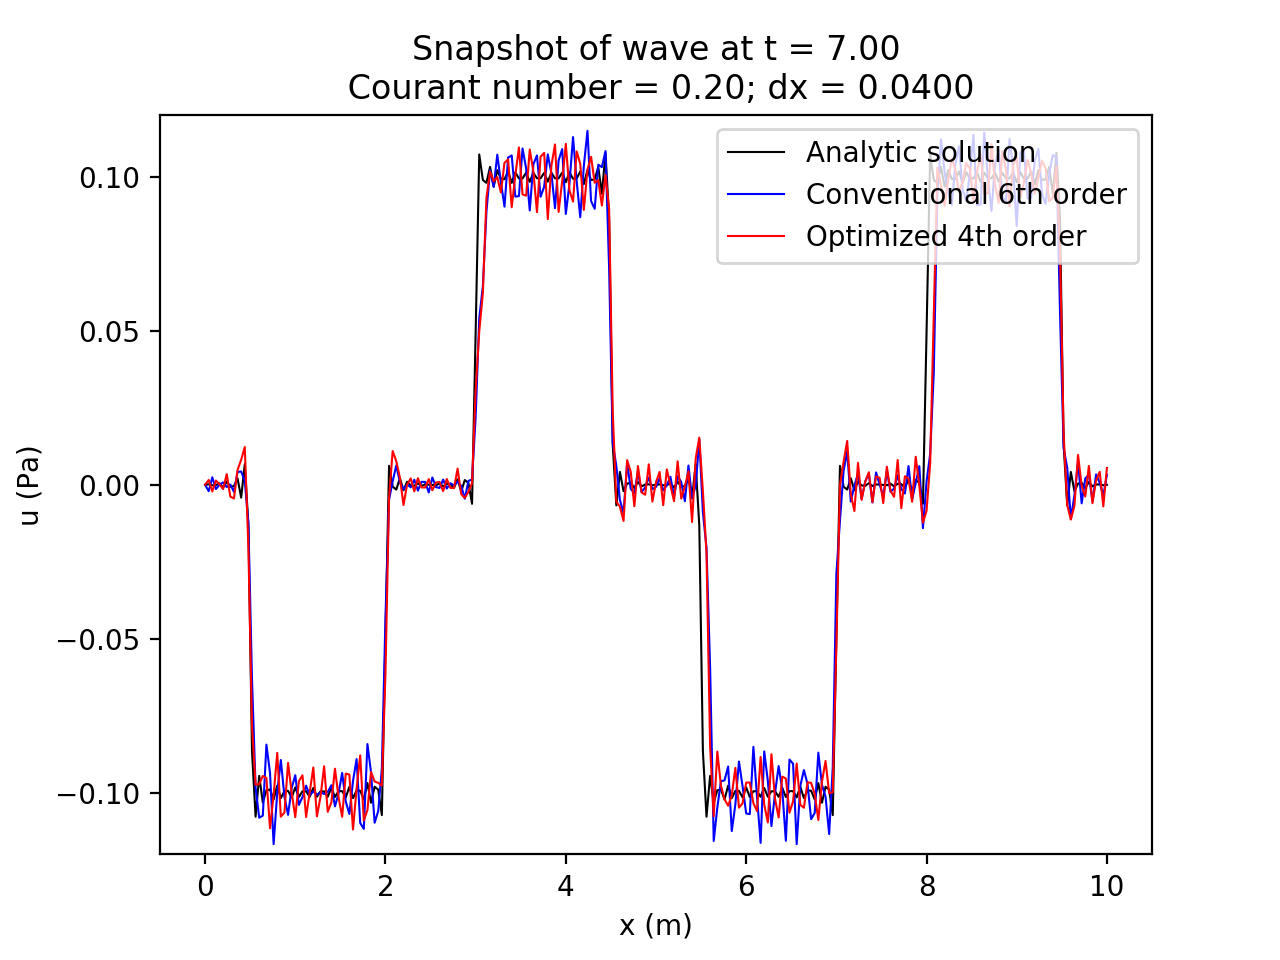 Snapshot of wave at t = 7.00
Courant number = 0.20; dx = 0.0400
Analytic solution
Conventional 6th order
Optimized 4th order
0.10
0.05
0.00
−0.05
−0.10
u (Pa)
0 2 4 6 8 10
x (m)